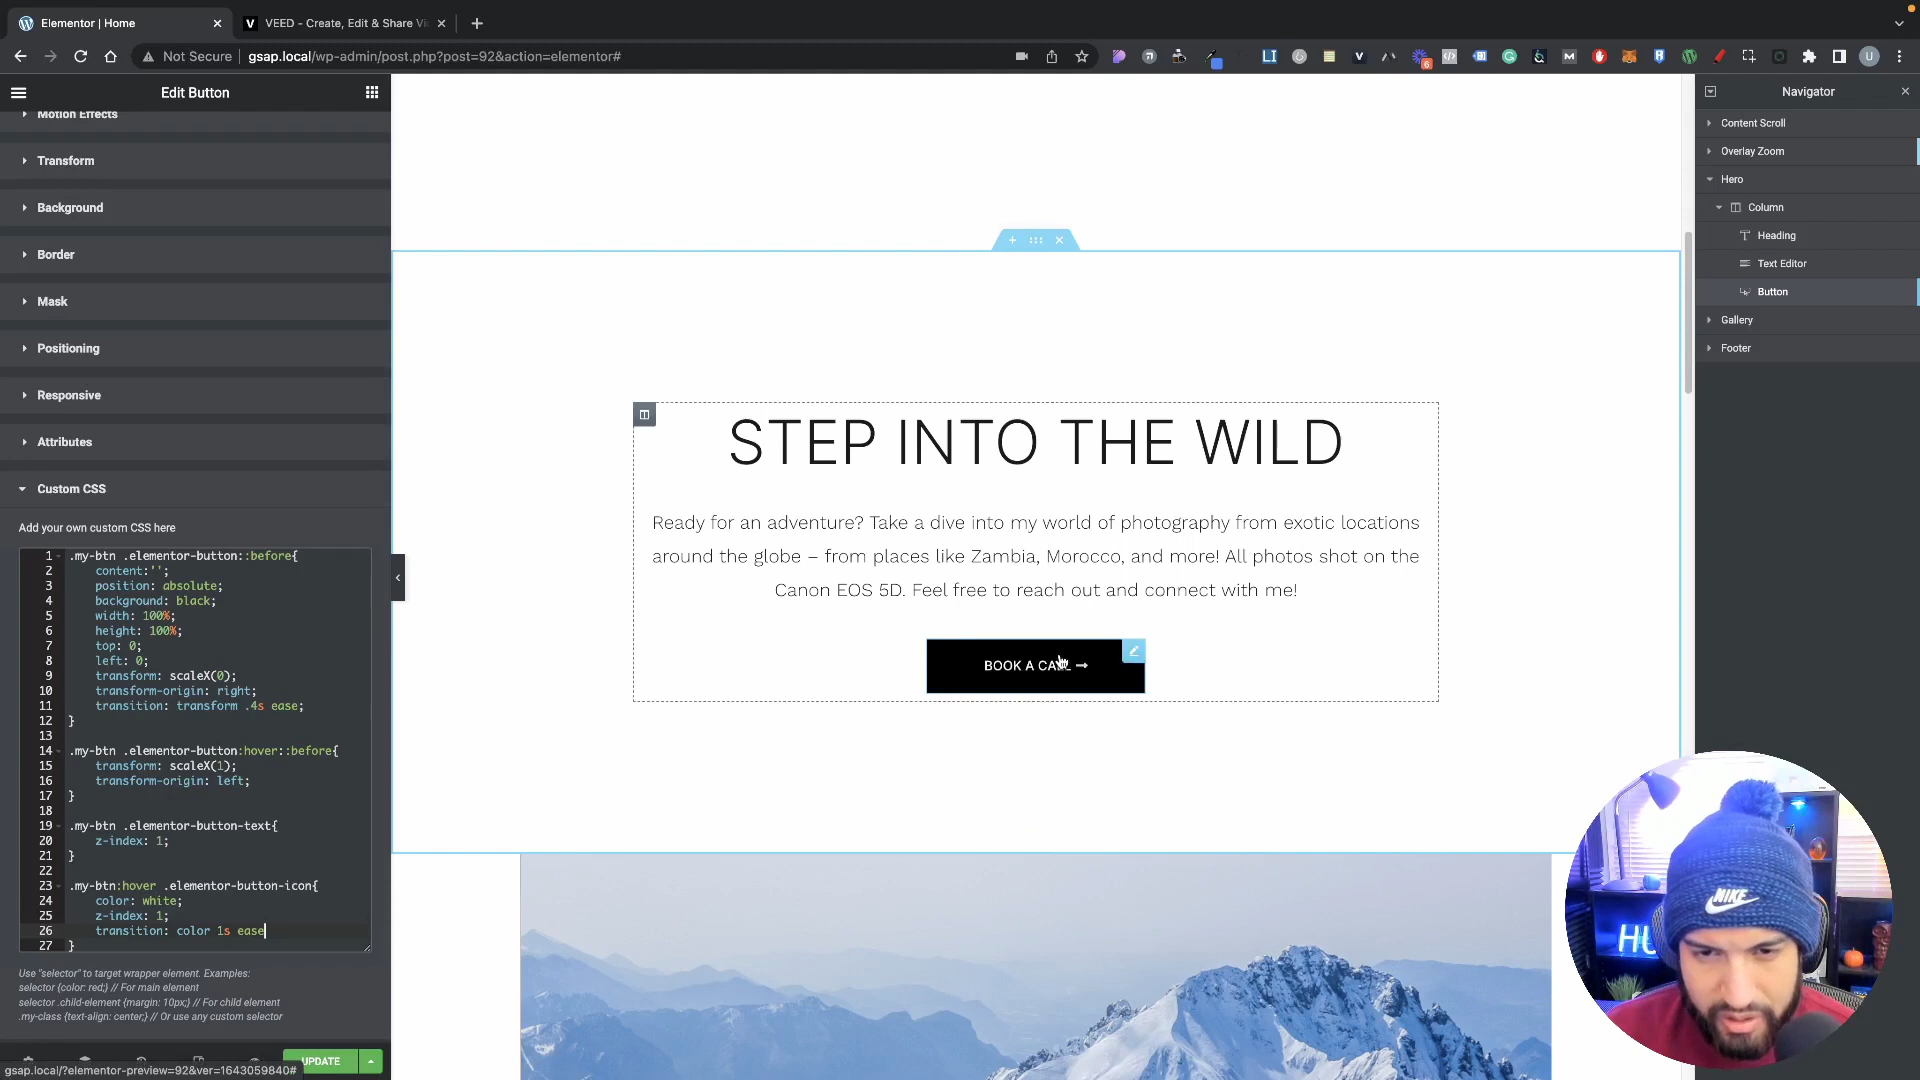 Elementor | Home
VEED - Create, Edit & Share Vi
Not Secure
gsap.local/wp-admin/post.php?post=92&action=elementor#
Edit Button
Motion Effects
Transform
Background
Border
Mask
Positioning
Responsive
Attributes
Custom CSS
Add your own custom CSS here
1 .my-btn .elementor-button::before{
2 content:'';
3 position: absolute;
4 background: black;
5 width: 100%;
6 height: 100%;
7 top: 0;
8 left: 0;
9 transform: scaleX(0);
10 transform-origin: right;
11 transition: transform .4s ease;
12 }
13
14 .my-btn .elementor-button:hover::before{
15 transform: scaleX(1);
16 transform-origin: left;
17 }
18
19 .my-btn .elementor-button-text{
20 z-index: 1;
21 }
22
23 .my-btn:hover .elementor-button-icon{
24 color: white;
25 z-index: 1;
26 transition: color 1s ease
27 }
Use "selector" to target wrapper element. Examples:
selector {color: red;} // For main element
selector .child-element {margin: 10px;} // For child element
.my-class {text-align: center;} // Or use any custom selector
UPDATE
gsap.local/?elementor-preview=92&ver=1643059840#
STEP INTO THE WILD
Ready for an adventure? Take a dive into my world of photography from exotic locations
around the globe – from places like Zambia, Morocco, and more! All photos shot on the
Canon EOS 5D. Feel free to reach out and connect with me!
BOOK A CALL
Navigator
Content Scroll
Overlay Zoom
Hero
Column
Heading
Text Editor
Button
Gallery
Footer
NIKE